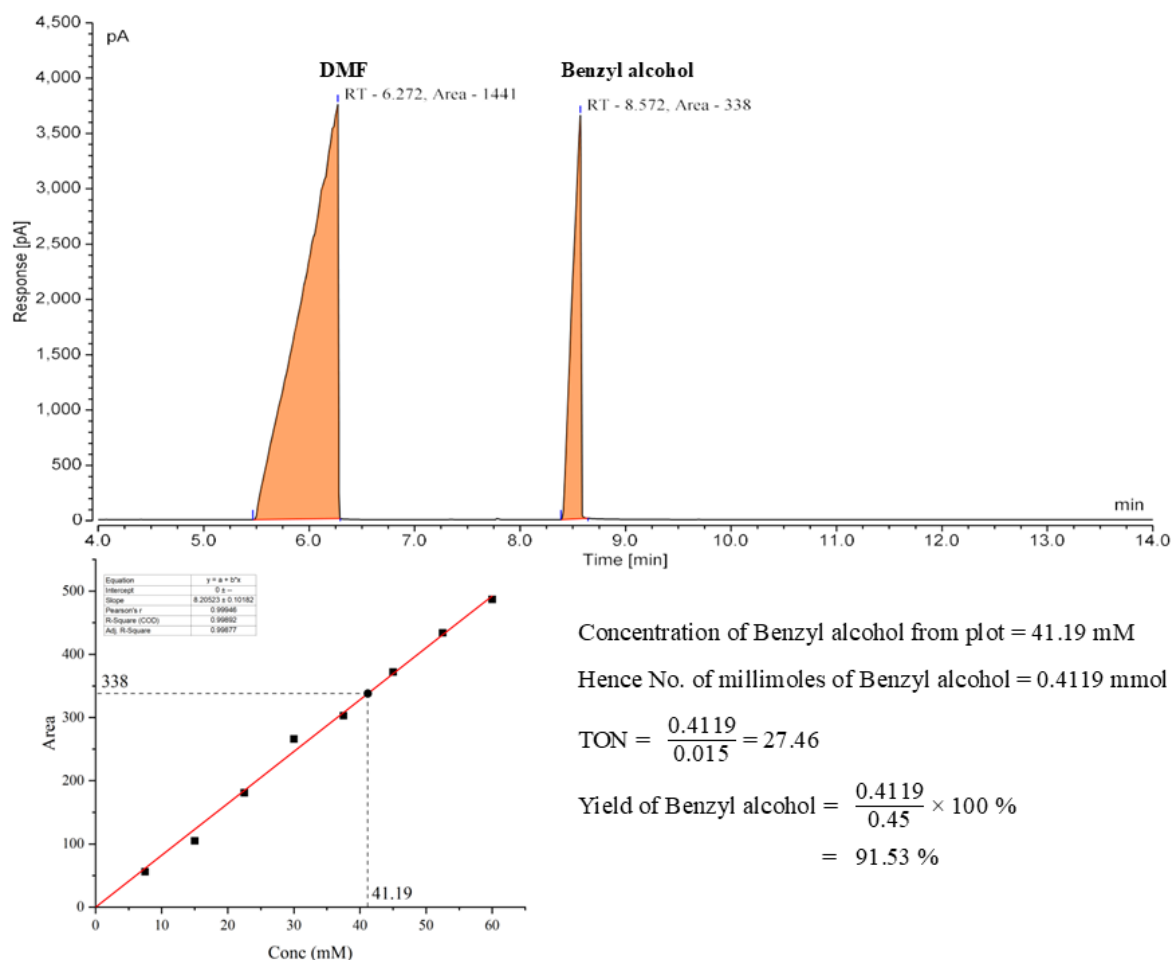 4,500
pA
DMF
Benzyl alcohol
4,000
RT - 6.272, Area - 1441
RT - 8.572, Area - 338
3,500
3,000
2,500
2,000
1,500
1,000
500
0
Response [pA]
min
4.0 5.0 6.0 7.0 8.0 9.0 10.0 11.0 12.0 13.0 14.0
Time [min]
Equation y = a + b*x
Intercept 0 ± --
Slope 8.20523 ± 0.10182
Pearson's r 0.99946
R-Square (COD) 0.99892
Adj. R-Square 0.99877
500
400
338
300
200
100
0
Area
41.19
0 10 20 30 40 50 60
Conc (mM)
Concentration of Benzyl alcohol from plot = 41.19 mM
Hence No. of millimoles of Benzyl alcohol = 0.4119 mmol
TON = 0.4119 / 0.015 = 27.46
Yield of Benzyl alcohol = 0.4119 / 0.45 × 100 %
= 91.53 %